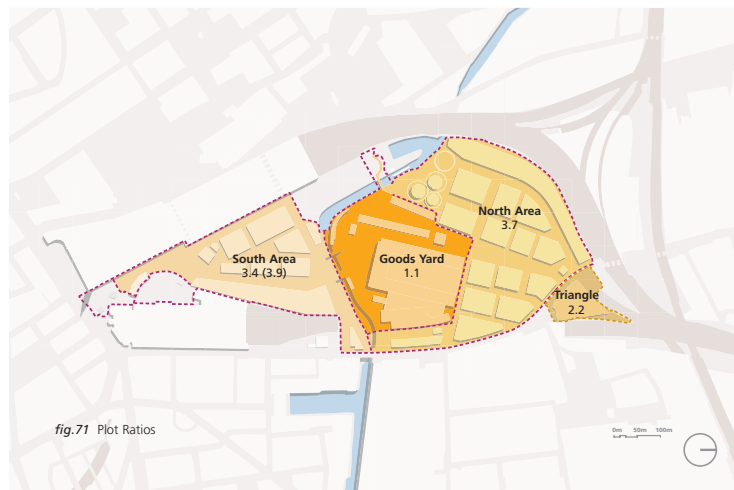 North Area
3.7
South Area
3.4 (3.9)
Goods Yard
1.1
Triangle
2.2
fig.71 Plot Ratios
0m 50m 100m